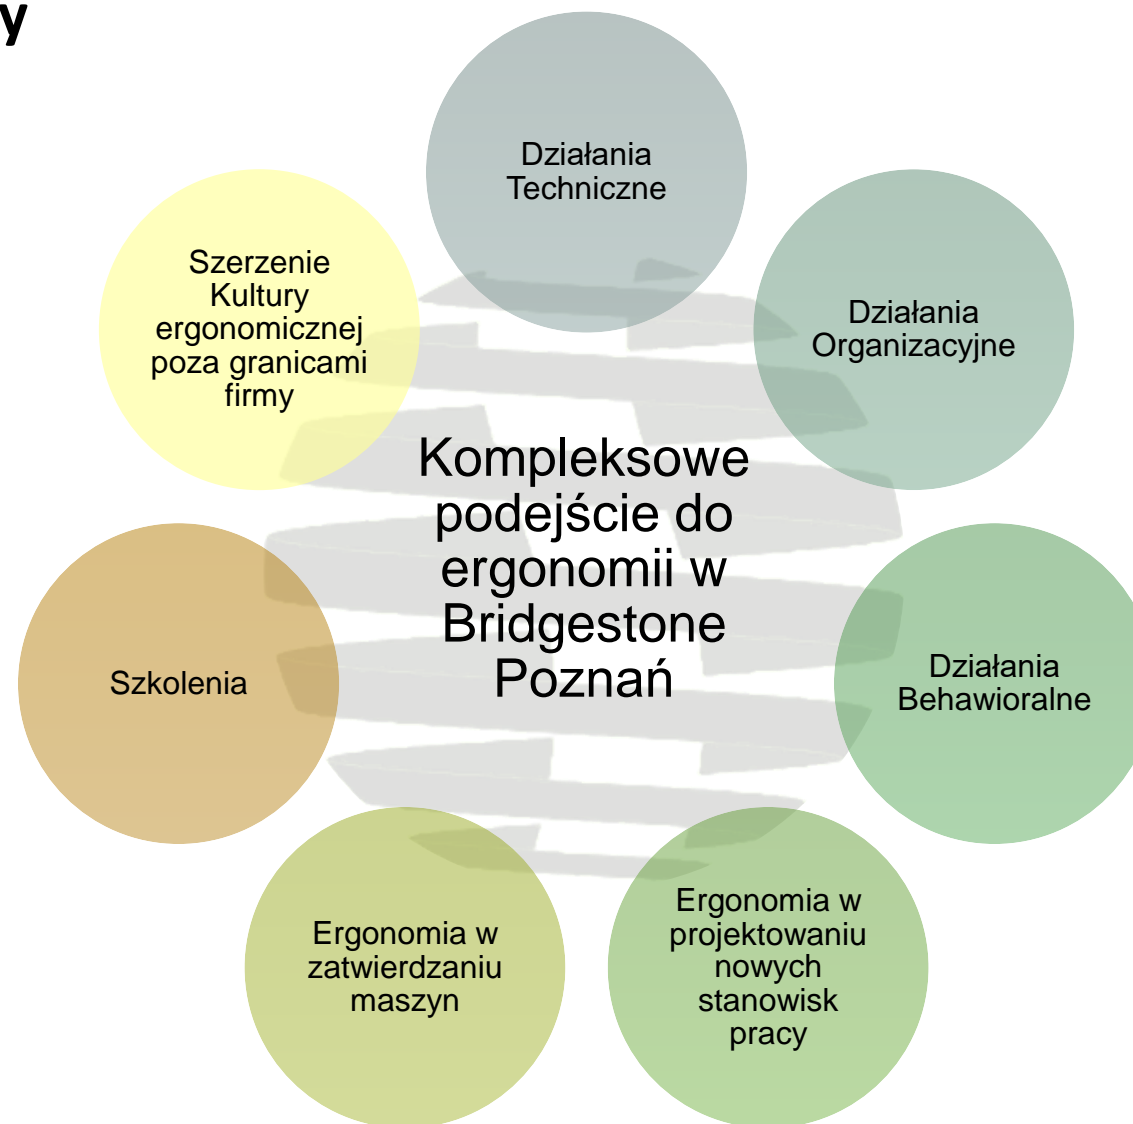 y
Działania
Techniczne
Szerzenie
Kultury
ergonomicznej
poza granicami
firmy
Działania
Organizacyjne
Kompleksowe
podejście do
ergonomii w
Bridgestone
Poznań
Szkolenia
Działania
Behawioralne
Ergonomia w
zatwierdzaniu
maszyn
Ergonomia w
projektowaniu
nowych
stanowisk
pracy